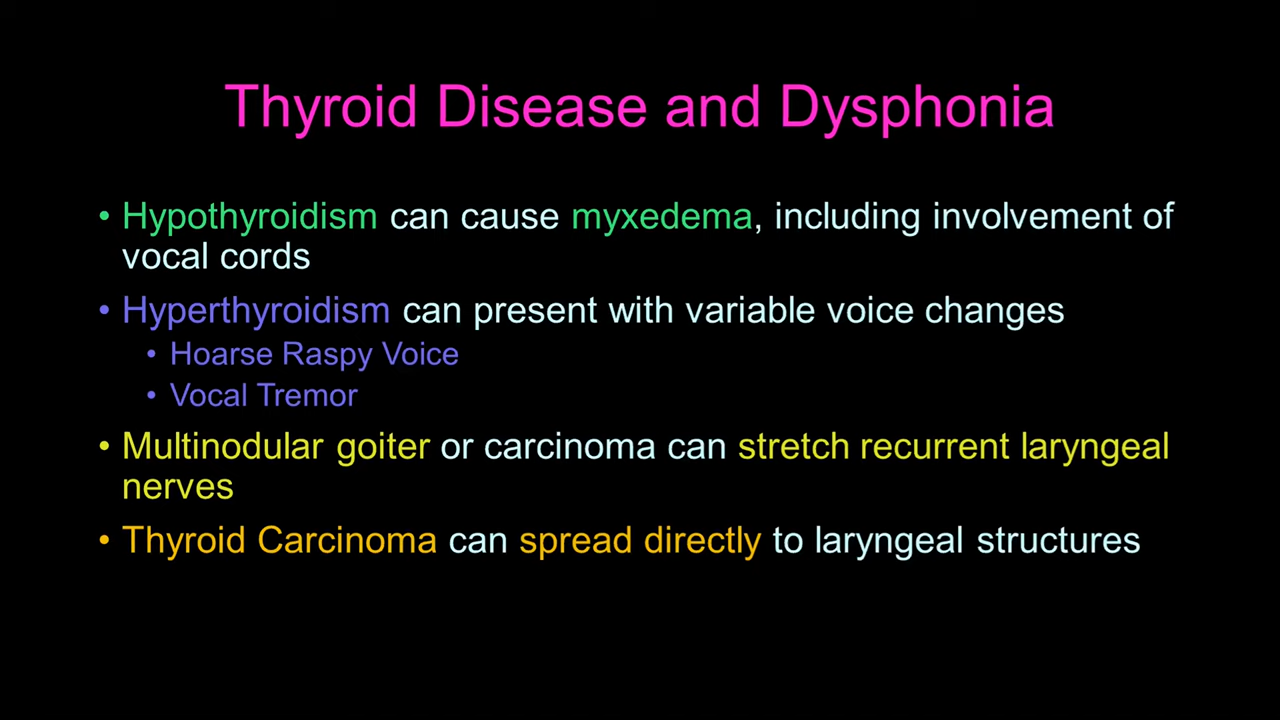 Thyroid Disease and Dysphonia
• Hypothyroidism can cause myxedema, including involvement of
vocal cords
• Hyperthyroidism can present with variable voice changes
• Hoarse Raspy Voice
• Vocal Tremor
• Multinodular goiter or carcinoma can stretch recurrent laryngeal
nerves
• Thyroid Carcinoma can spread directly to laryngeal structures